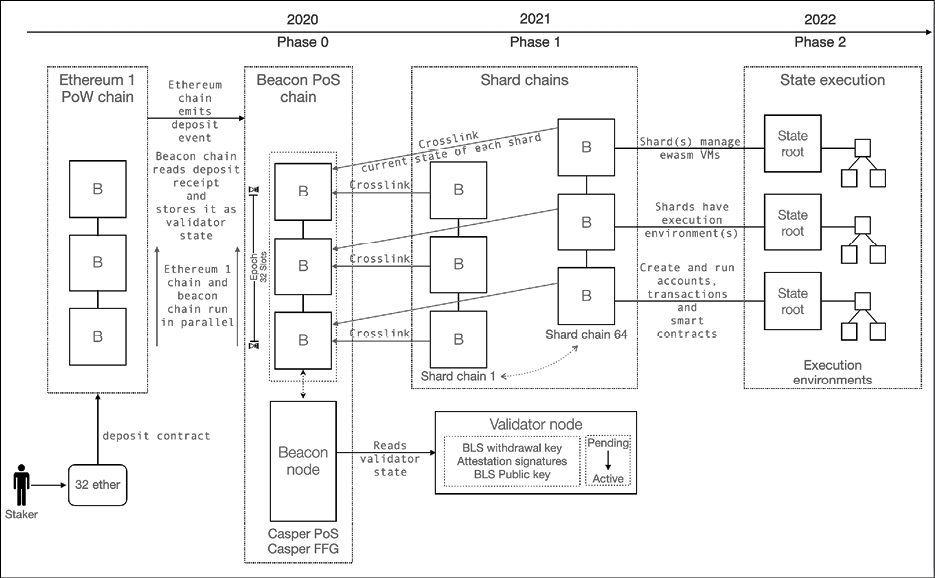 2020
2021
2022
Phase 0
Phase 1
Phase 2
Ethereum 1
PoW chain
B
B
B
Ethereum
chain
emits
deposit
event
Beacon chain
reads deposit
receipt
and
stores it as
validator
state
Ethereum 1
chain and
beacon
chain run
in parallel
Beacon PoS
chain
Epoch-
32 Slots
B
B
B
Shard chains
Crosslink
current state of each shard
Crosslink
Crosslink
Crosslink
B
B
B
Shard chain 1
B
B
B
Shard chain 64
Shard(s) manage
ewasm VMs
Shards have
execution
environment(s)
Create and run
accounts,
transactions
and
smart
contracts
State execution
State
root
State
root
State
root
Execution
environments
deposit contract
32 ether
Staker
Beacon
node
Casper PoS
Casper FFG
Reads
validator
state
Validator node
BLS withdrawal key
Attestation signatures
BLS Public key
Pending
Active